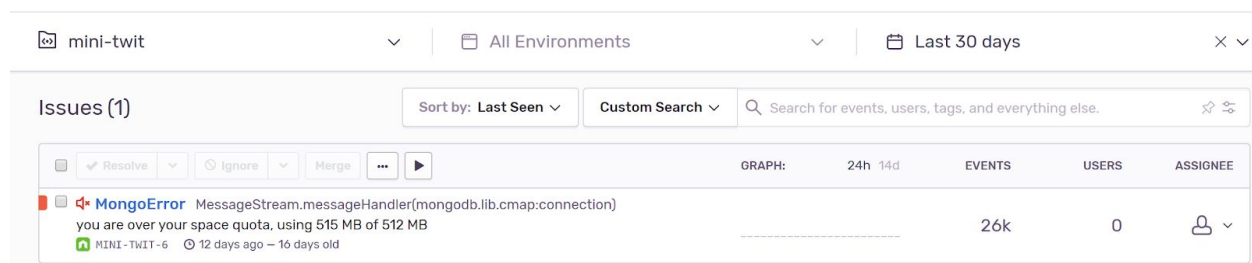 mini-twit All Environments Last 30 days
Issues (1) Sort by: Last Seen Custom Search Search for events, users, tags, and everything else.
Resolve Ignore Merge GRAPH: 24h 14d EVENTS USERS ASSIGNEE
MongoError MessageStream.messageHandler(mongodb.lib.cmap:connection)
you are over your space quota, using 515 MB of 512 MB 26k 0
MINI-TWIT-6 12 days ago — 16 days old